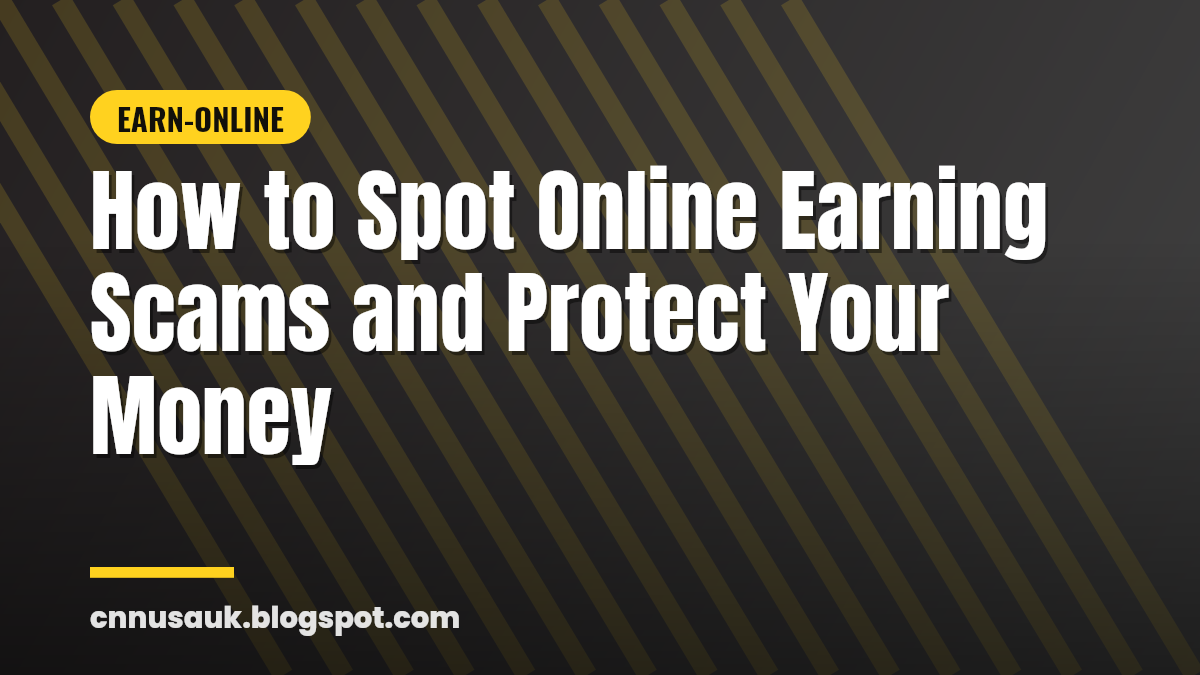 EARN-ONLINE
How to Spot Online Earning
Scams and Protect Your
Money
cnnusauk.blogspot.com